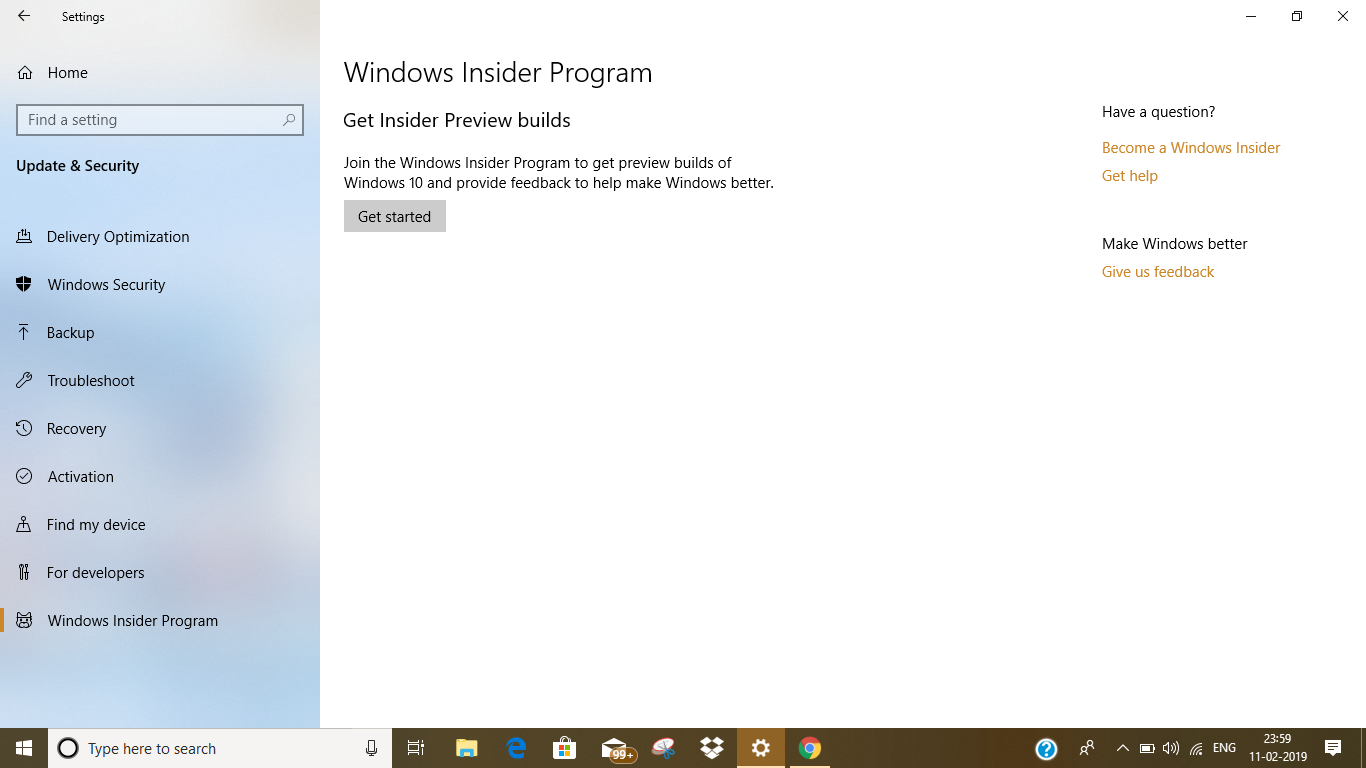 Settings
Home
Find a setting
Update & Security
Delivery Optimization
Windows Security
Backup
Troubleshoot
Recovery
Activation
Find my device
For developers
Windows Insider Program
Windows Insider Program
Get Insider Preview builds
Join the Windows Insider Program to get preview builds of
Windows 10 and provide feedback to help make Windows better.
Get started
Have a question?
Become a Windows Insider
Get help
Make Windows better
Give us feedback
Type here to search
99+
ENG
23:59
11-02-2019